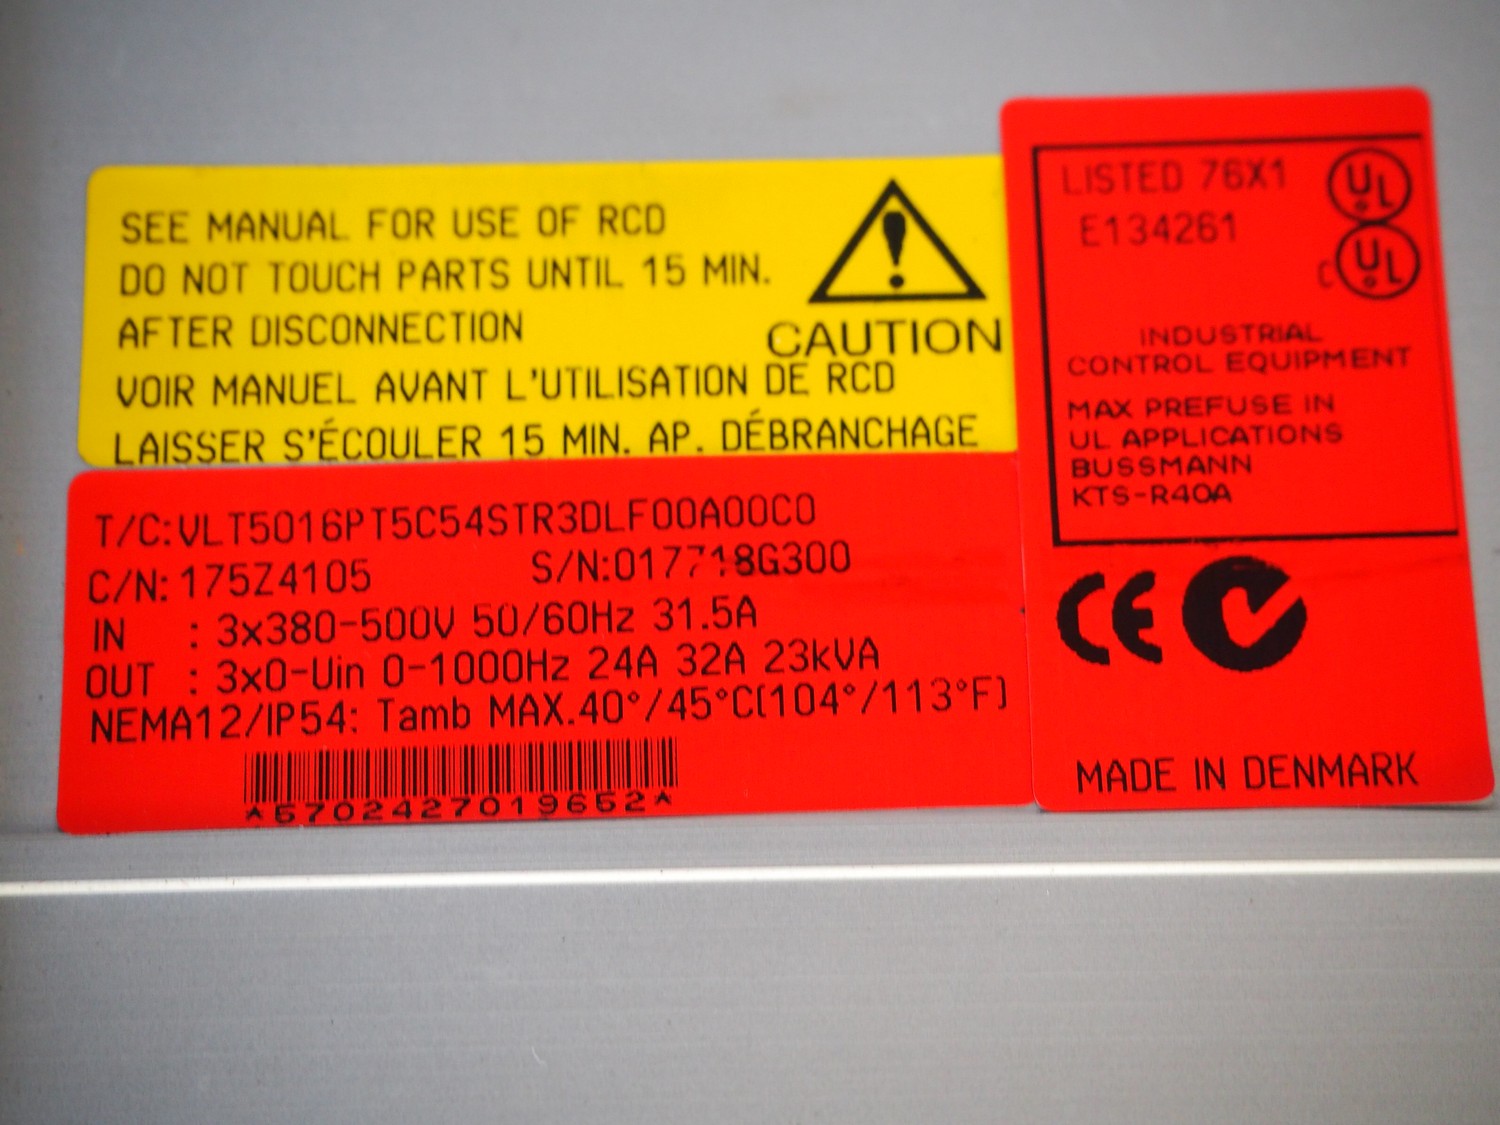 SEE MANUAL FOR USE OF RCD
DO NOT TOUCH PARTS UNTIL 15 MIN.
AFTER DISCONNECTION
CAUTION
VOIR MANUEL AVANT L'UTILISATION DE RCD
LAISSER S'ÉCOULER 15 MIN. AP. DÉBRANCHAGE
T/C:VLT5016PT5C54STR3DLF00A00C0
C/N: 175Z4105 S/N:017718G300
IN : 3x380-500V 50/60Hz 31.5A
OUT : 3x0-Uin 0-1000Hz 24A 32A 23kVA
NEMA12/IP54: Tamb MAX.40°/45°C(104°/113°F)
*5702427019652*
LISTED 76X1
E134261
UL
C UL
INDUSTRIAL
CONTROL EQUIPMENT
MAX PREFUSE IN
UL APPLICATIONS
BUSSMANN
KTS-R40A
CE
MADE IN DENMARK